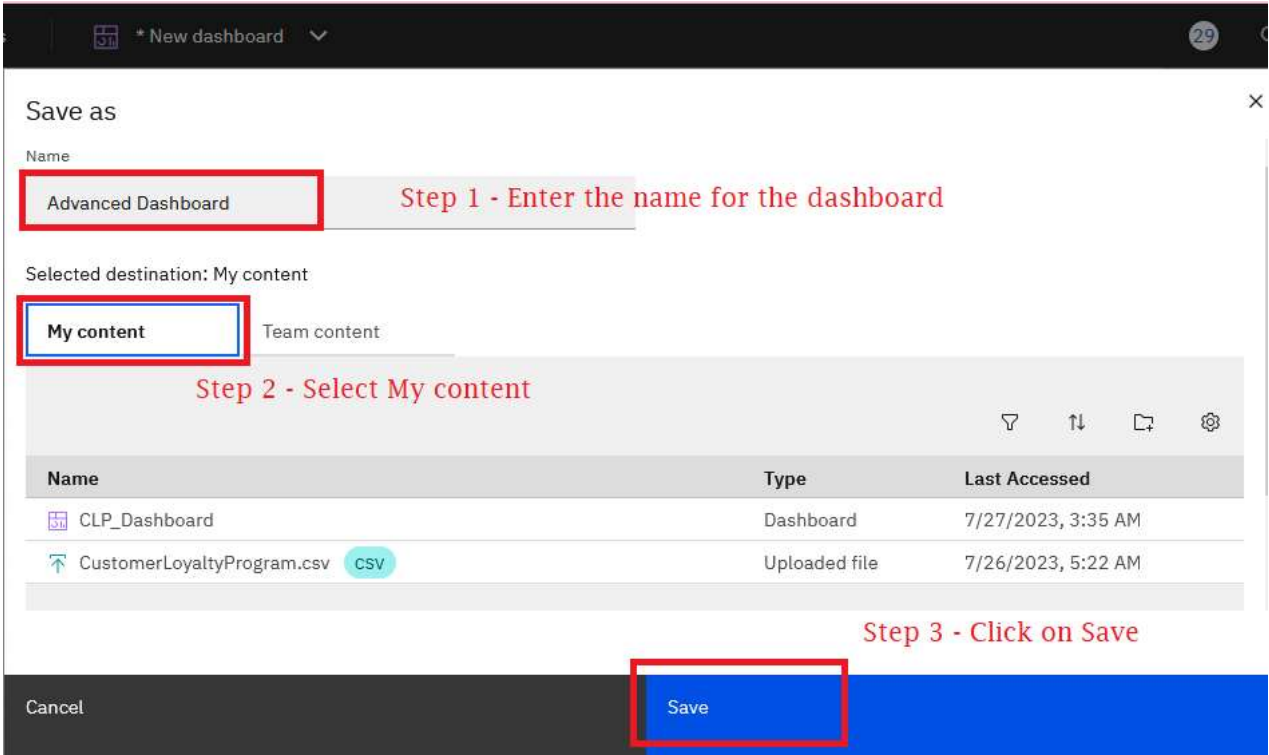 * New dashboard
29
Save as
Name
Advanced Dashboard
Step 1 - Enter the name for the dashboard
Selected destination: My content
My content
Team content
Step 2 - Select My content
Name Type Last Accessed
CLP_Dashboard Dashboard 7/27/2023, 3:35 AM
CustomerLoyaltyProgram.csv CSV Uploaded file 7/26/2023, 5:22 AM
Step 3 - Click on Save
Cancel
Save